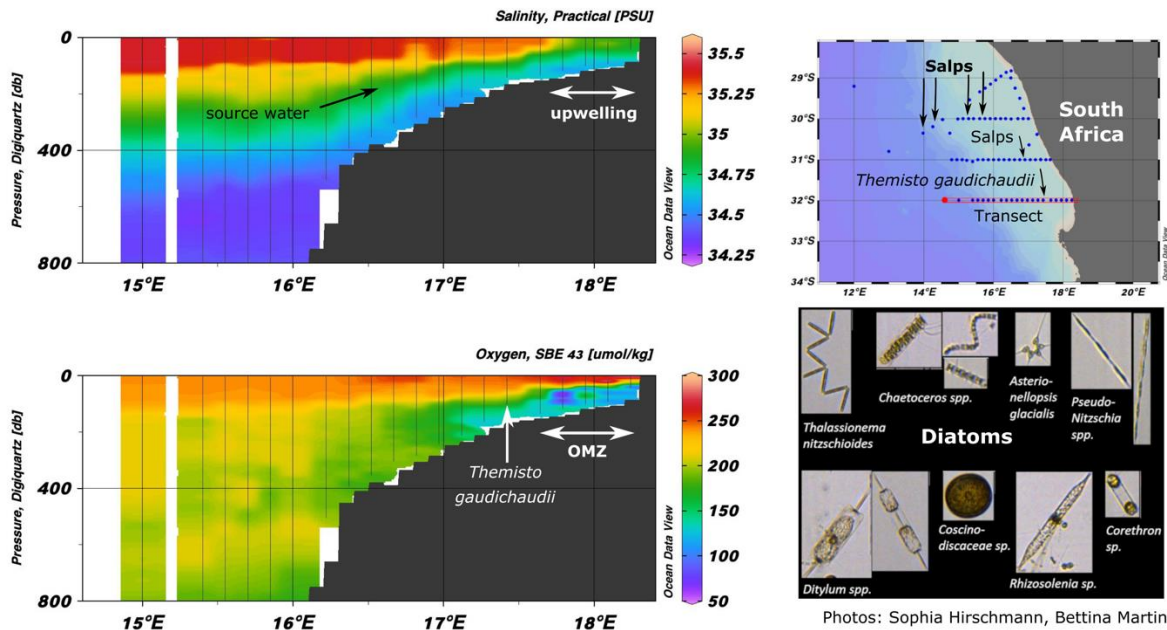 Salinity, Practical [PSU]
Pressure, Digiquartz [db]
0
400
800
source water
upwelling
Ocean Data View
35.5
35.25
35
34.75
34.5
34.25
15°E
16°E
17°E
18°E
Oxygen, SBE 43 [umol/kg]
Pressure, Digiquartz [db]
0
400
800
Themisto
gaudichaudii
OMZ
Ocean Data View
300
250
200
150
100
50
15°E
16°E
17°E
18°E
29°S
30°S
31°S
32°S
33°S
34°S
Salps
South
Africa
Salps
Themisto gaudichaudii
Transect
Ocean Data View
12°E
14°E
16°E
18°E
20°E
Thalassionema
nitzschioides
Chaetoceros spp.
Asterio-
nellopsis
glacialis
Pseudo-
Nitzschia
spp.
Diatoms
Ditylum spp.
Coscino-
discaceae sp.
Rhizosolenia sp.
Corethron
sp.
Photos: Sophia Hirschmann, Bettina Martin